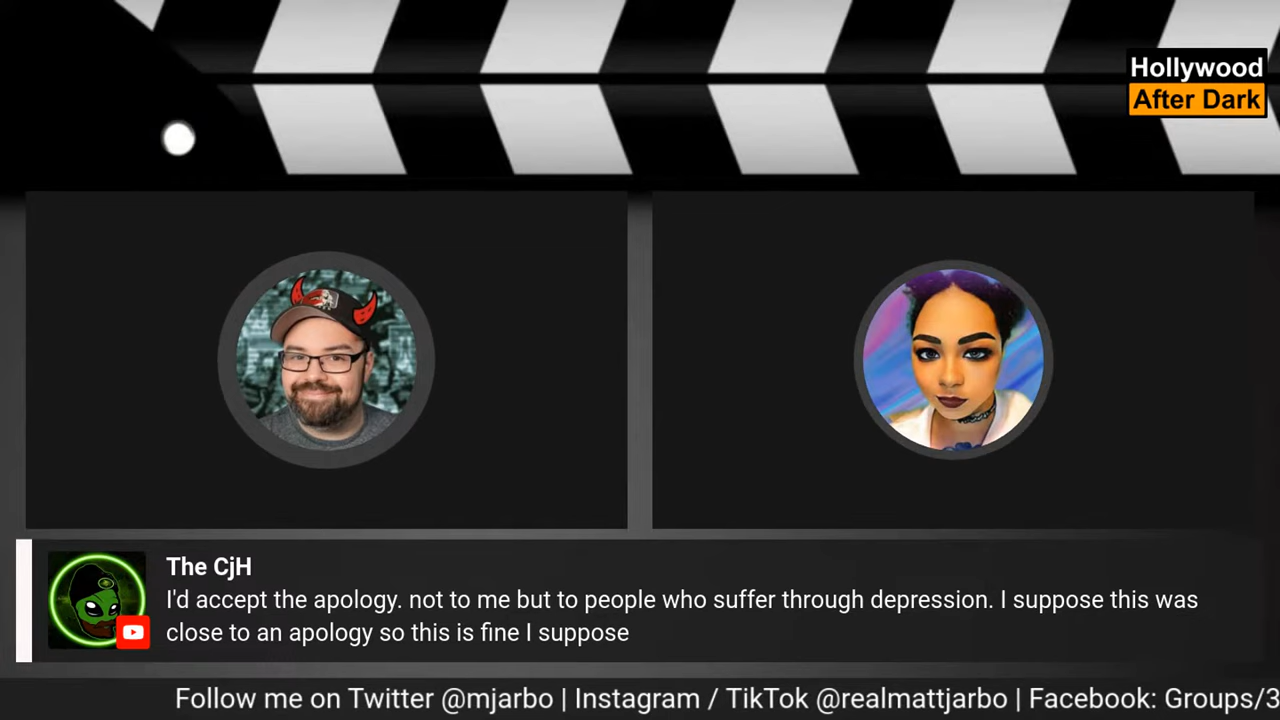 Hollywood
After Dark
The CjH
I'd accept the apology. not to me but to people who suffer through depression. I suppose this was
close to an apology so this is fine I suppose
Follow me on Twitter @mjarbo | Instagram / TikTok @realmattjarbo | Facebook: Groups/3